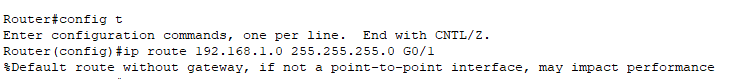 Router#config t
Enter configuration commands, one per line.  End with CNTL/Z.
Router(config)#ip route 192.168.1.0 255.255.255.0 G0/1
%Default route without gateway, if not a point-to-point interface, may impact performance